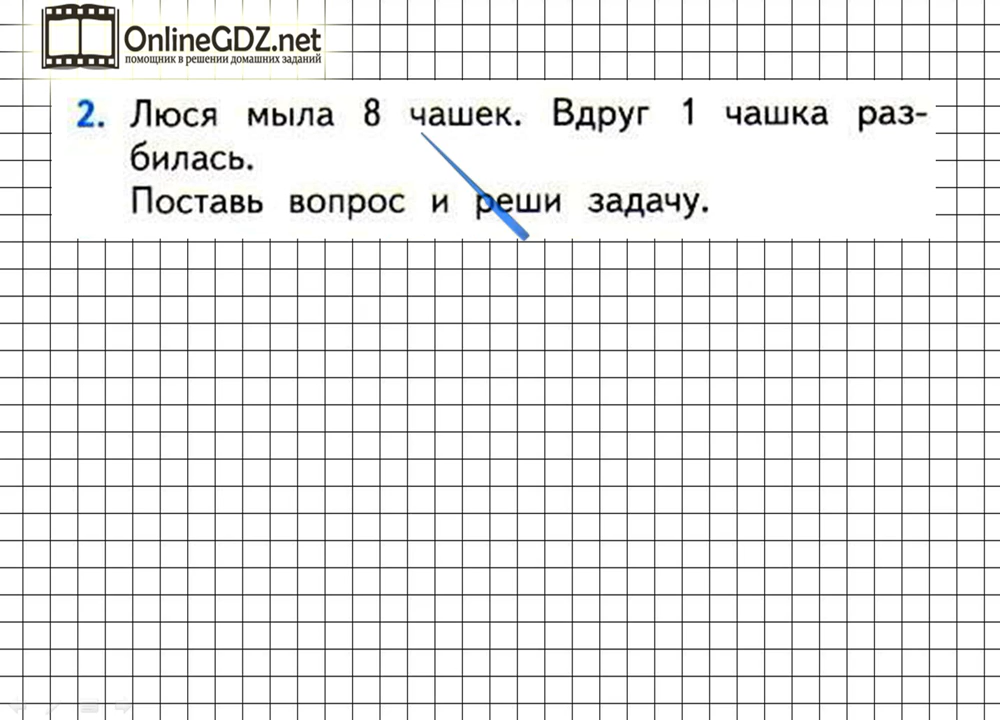 OnlineGDZ.net
помощник в решении домашних заданий
2. Люся мыла 8 чашек. Вдруг 1 чашка раз-
билась.
Поставь вопрос и реши задачу.